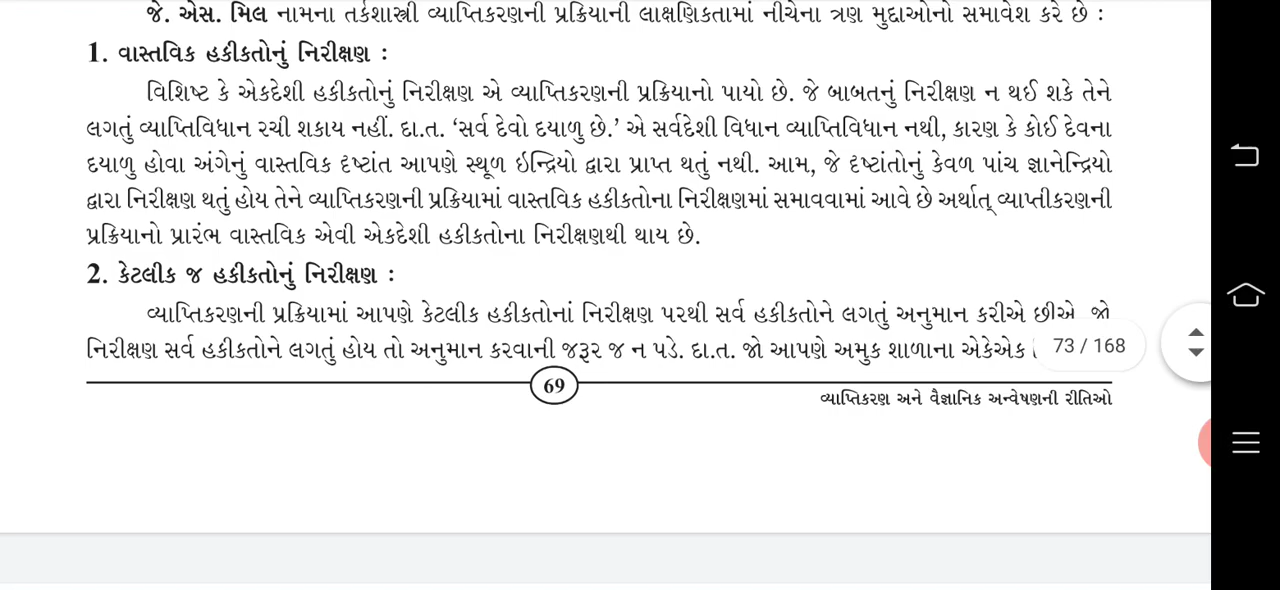 જે. એસ. મિલ નામના તર્કશાસ્ત્રી વ્યાપ્તિકરણની પ્રક્રિયાની લાક્ષણિકતામાં નીચેના ત્રણ મુદ્દાઓનો સમાવેશ કરે છે :
1. વાસ્તવિક હકીકતોનું નિરીક્ષણ :
વિશિષ્ટ કે એકદેશી હકીકતોનું નિરીક્ષણ એ વ્યાપ્તિકરણની પ્રક્રિયાનો પાયો છે. જે બાબતનું નિરીક્ષણ ન થઈ શકે તેને
લગતું વ્યાપ્તિવિધાન રચી શકાય નહીં. દા.ત. ‘સર્વ દેવો દયાળુ છે.’ એ સર્વદેશી વિધાન વ્યાપ્તિવિધાન નથી, કારણ કે કોઈ દેવના
દયાળુ હોવા અંગેનું વાસ્તવિક દૃષ્ટાંત આપણે સ્થૂળ ઇન્દ્રિયો દ્વારા પ્રાપ્ત થતું નથી. આમ, જે દૃષ્ટાંતોનું કેવળ પાંચ જ્ઞાનેન્દ્રિયો
દ્વારા નિરીક્ષણ થતું હોય તેને વ્યાપ્તિકરણની પ્રક્રિયામાં વાસ્તવિક હકીકતોના નિરીક્ષણમાં સમાવવામાં આવે છે અર્થાત્ વ્યાપ્તીકરણની
પ્રક્રિયાનો પ્રારંભ વાસ્તવિક એવી એકદેશી હકીકતોના નિરીક્ષણથી થાય છે.
2. કેટલીક જ હકીકતોનું નિરીક્ષણ :
વ્યાપ્તિકરણની પ્રક્રિયામાં આપણે કેટલીક હકીકતોનાં નિરીક્ષણ પરથી સર્વ હકીકતોને લગતું અનુમાન કરીએ છીએ. જો
નિરીક્ષણ સર્વ હકીકતોને લગતું હોય તો અનુમાન કરવાની જરૂર જ ન પડે. દા.ત. જો આપણે અમુક શાળાના એકેએક
73 / 168
69
વ્યાપ્તિકરણ અને વૈજ્ઞાનિક અન્વેષણની રીતિઓ